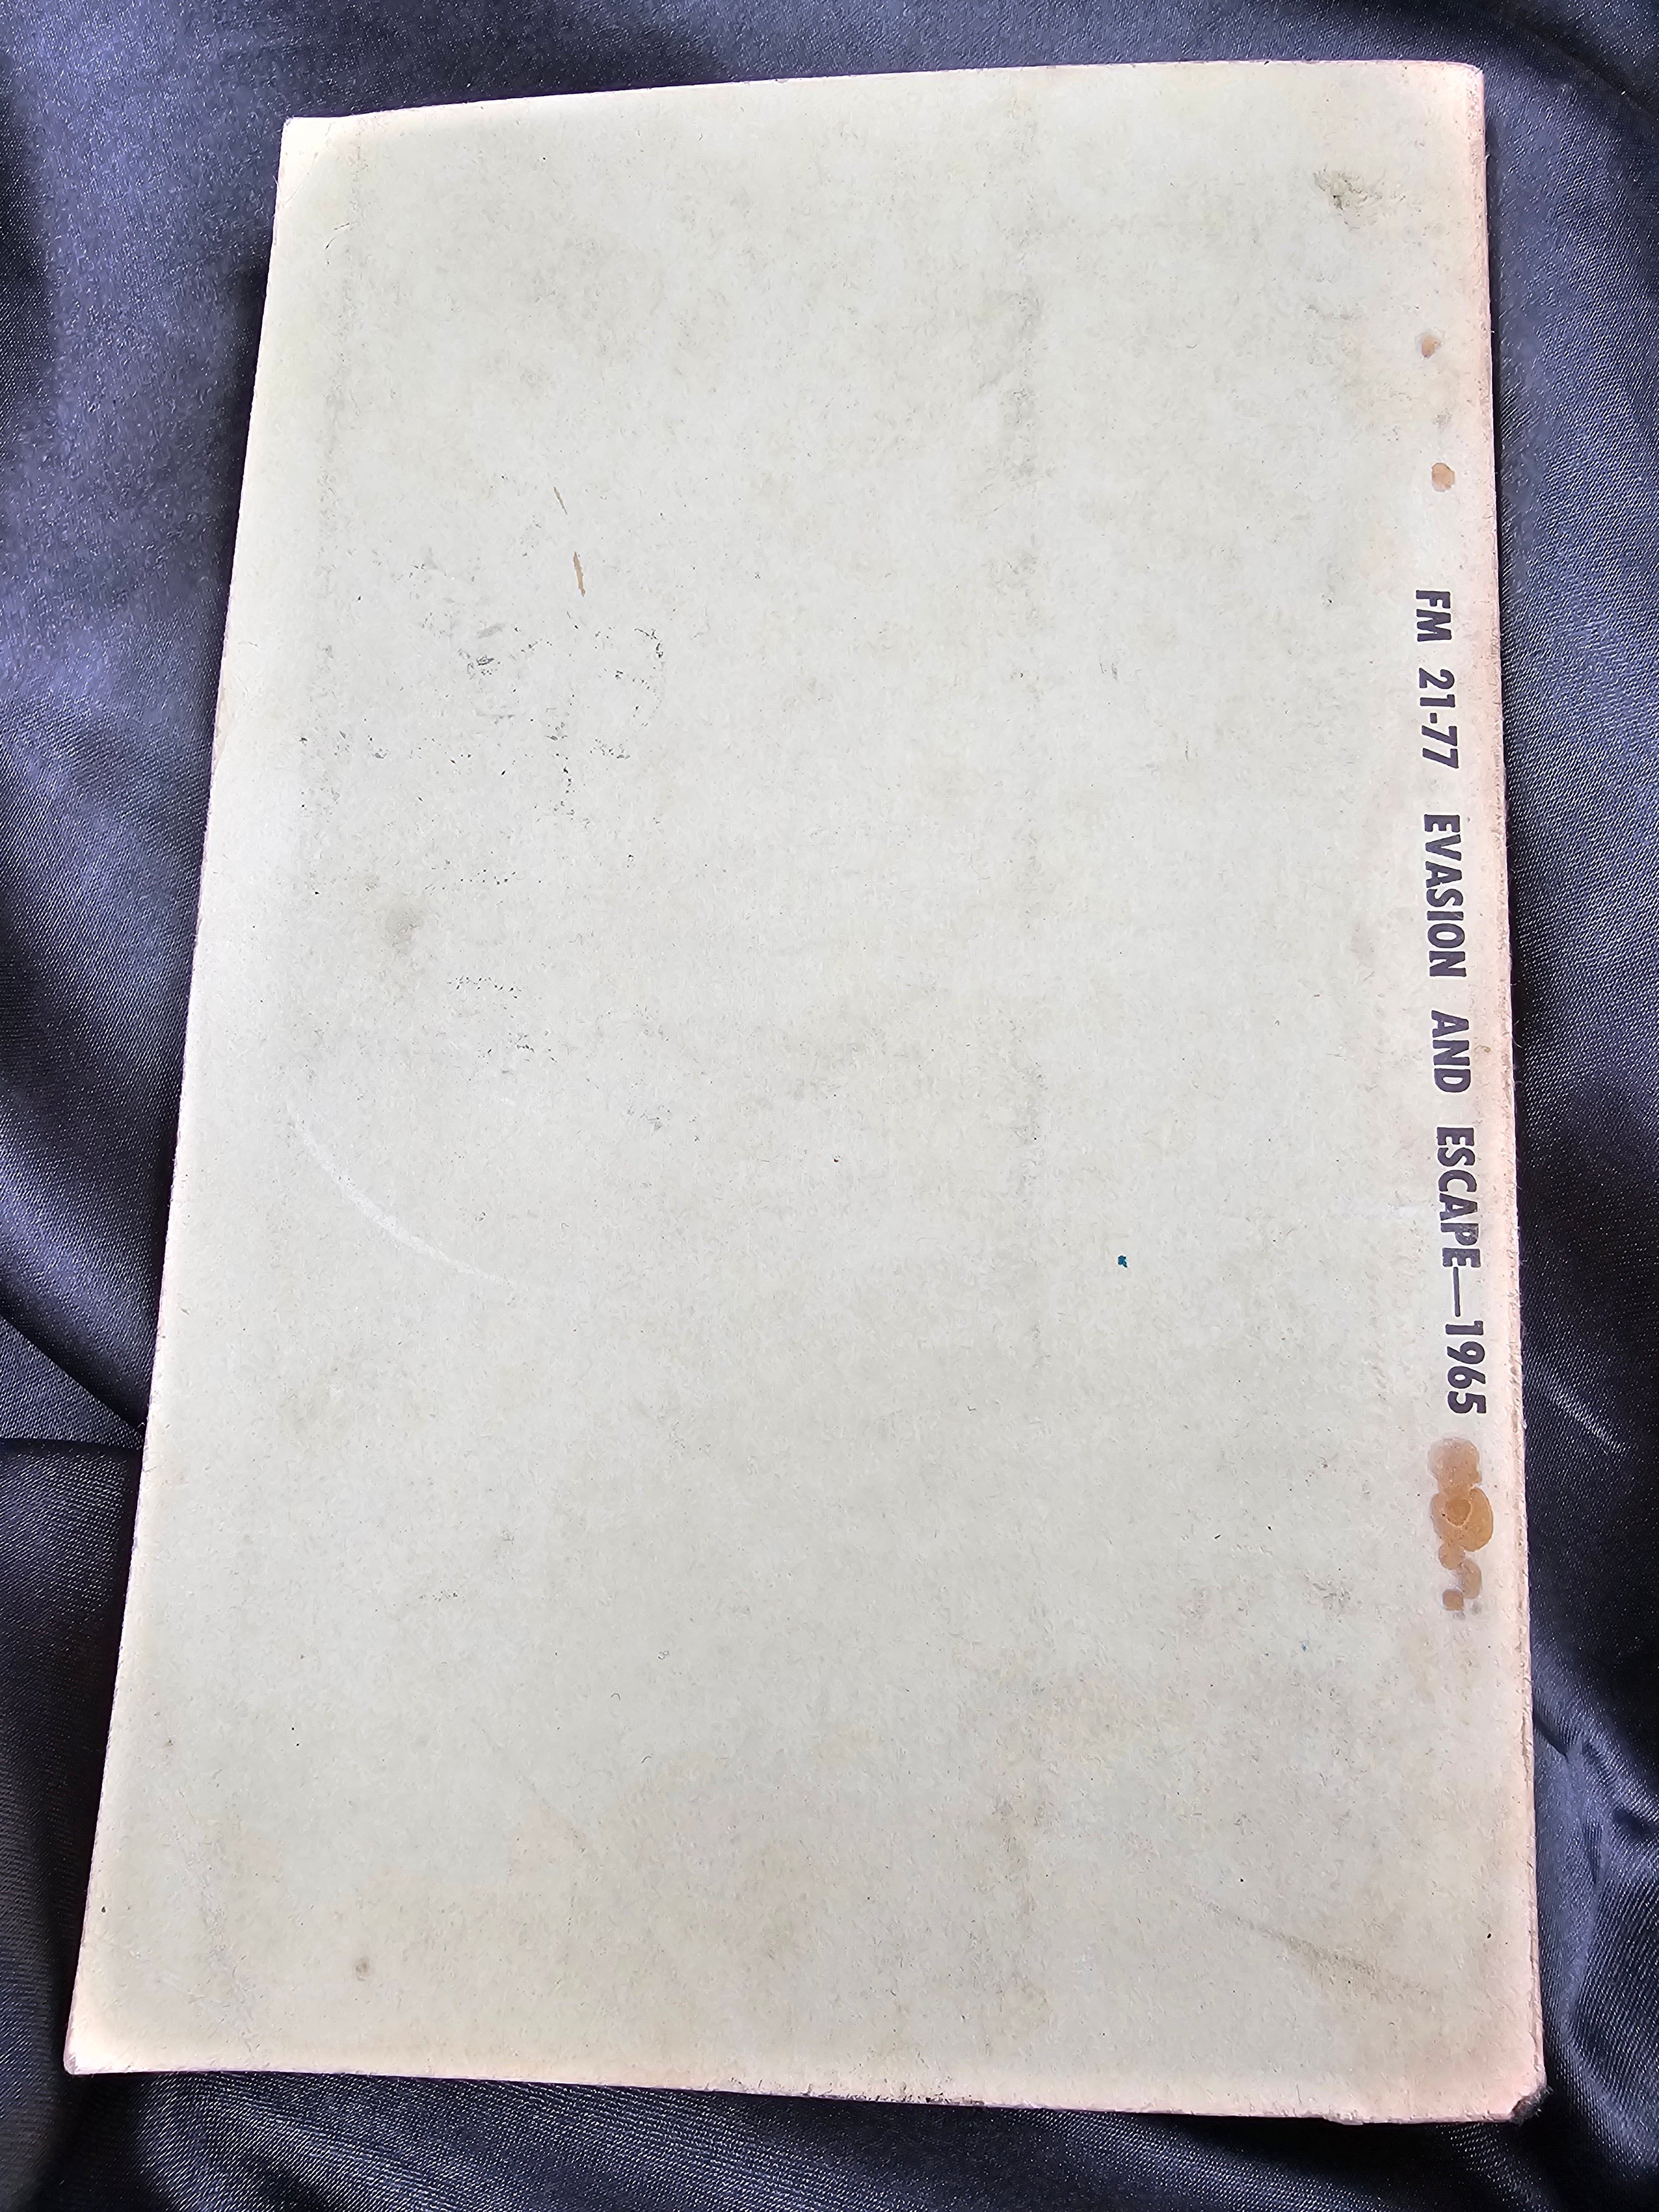 FM 21-77 EVASION AND ESCAPE—1965